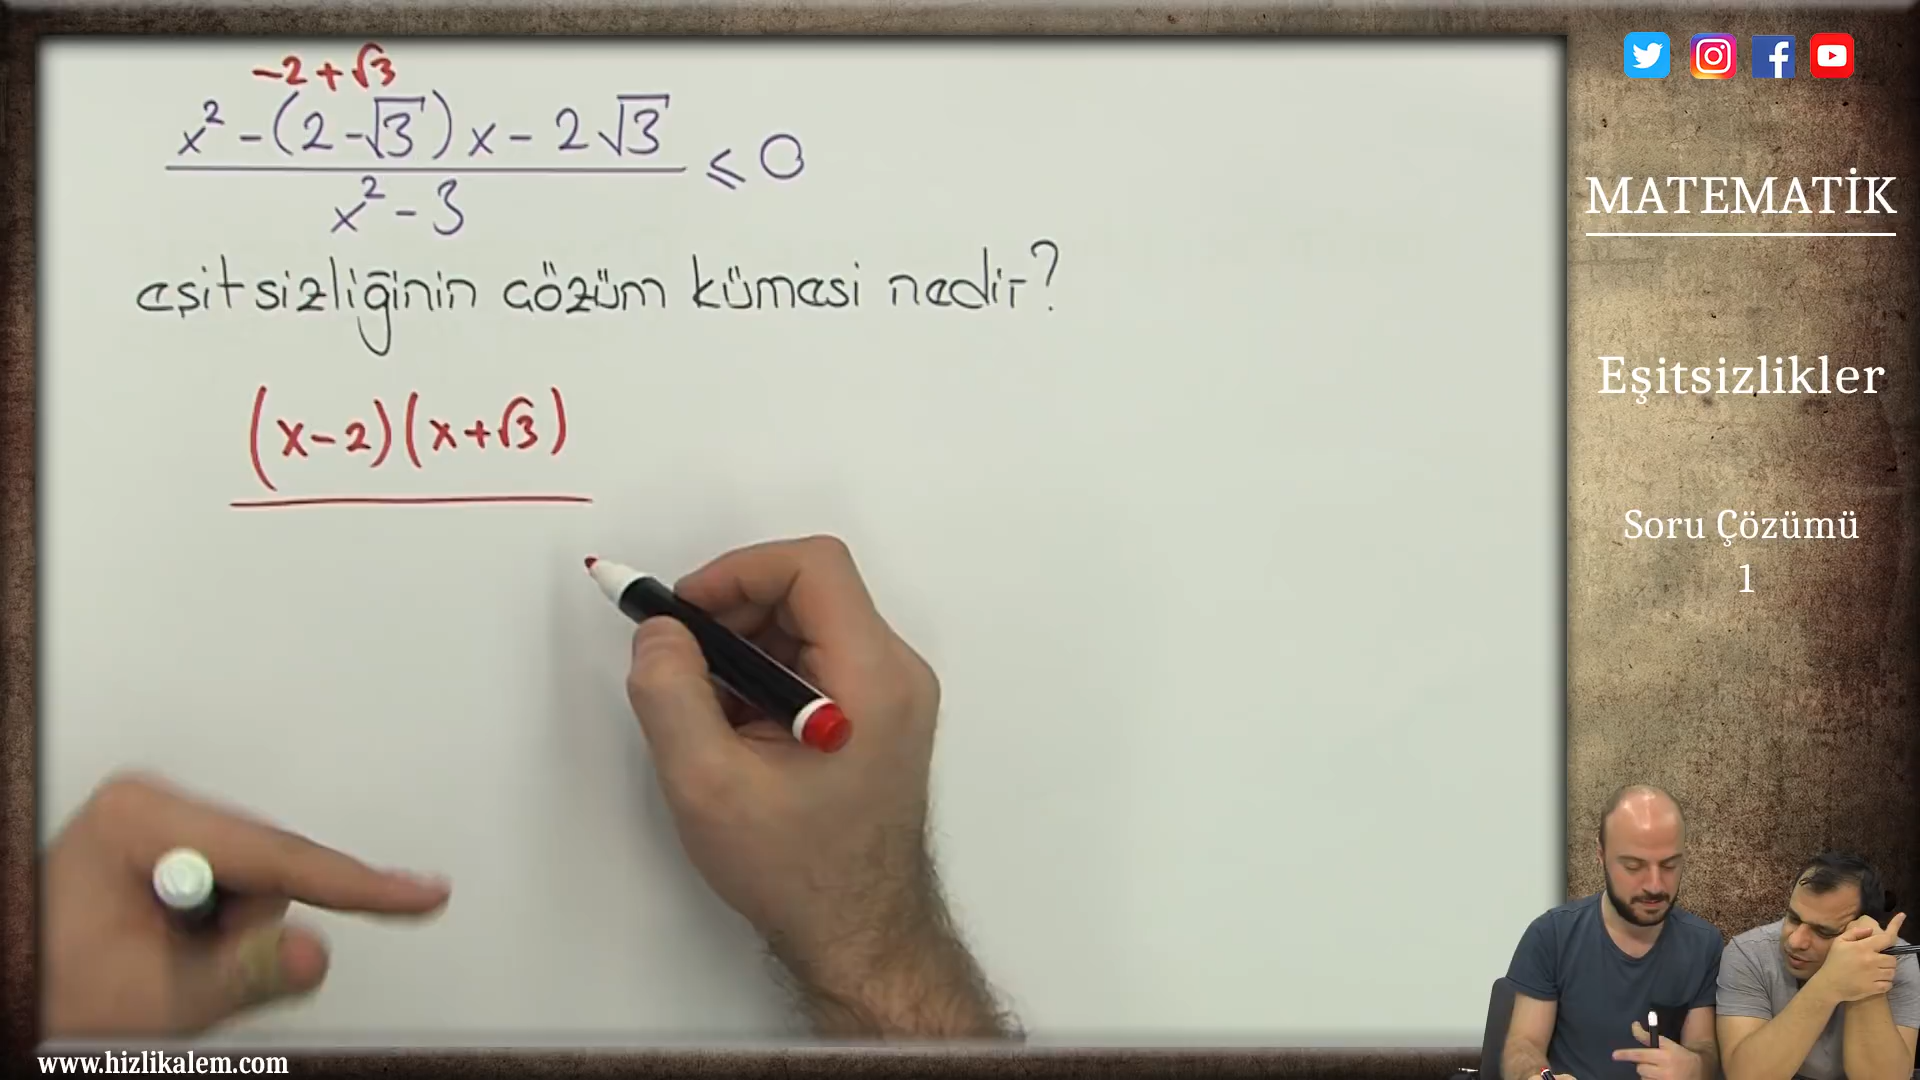 -2+√3
x² - (2-√3)x - 2√3
x² - 3
≤ 0
eşitsizliğinin çözüm kümesi nedir?
(x-2)(x+√3)
MATEMATİK
Eşitsizlikler
Soru Çözümü
1
www.hizlikalem.com